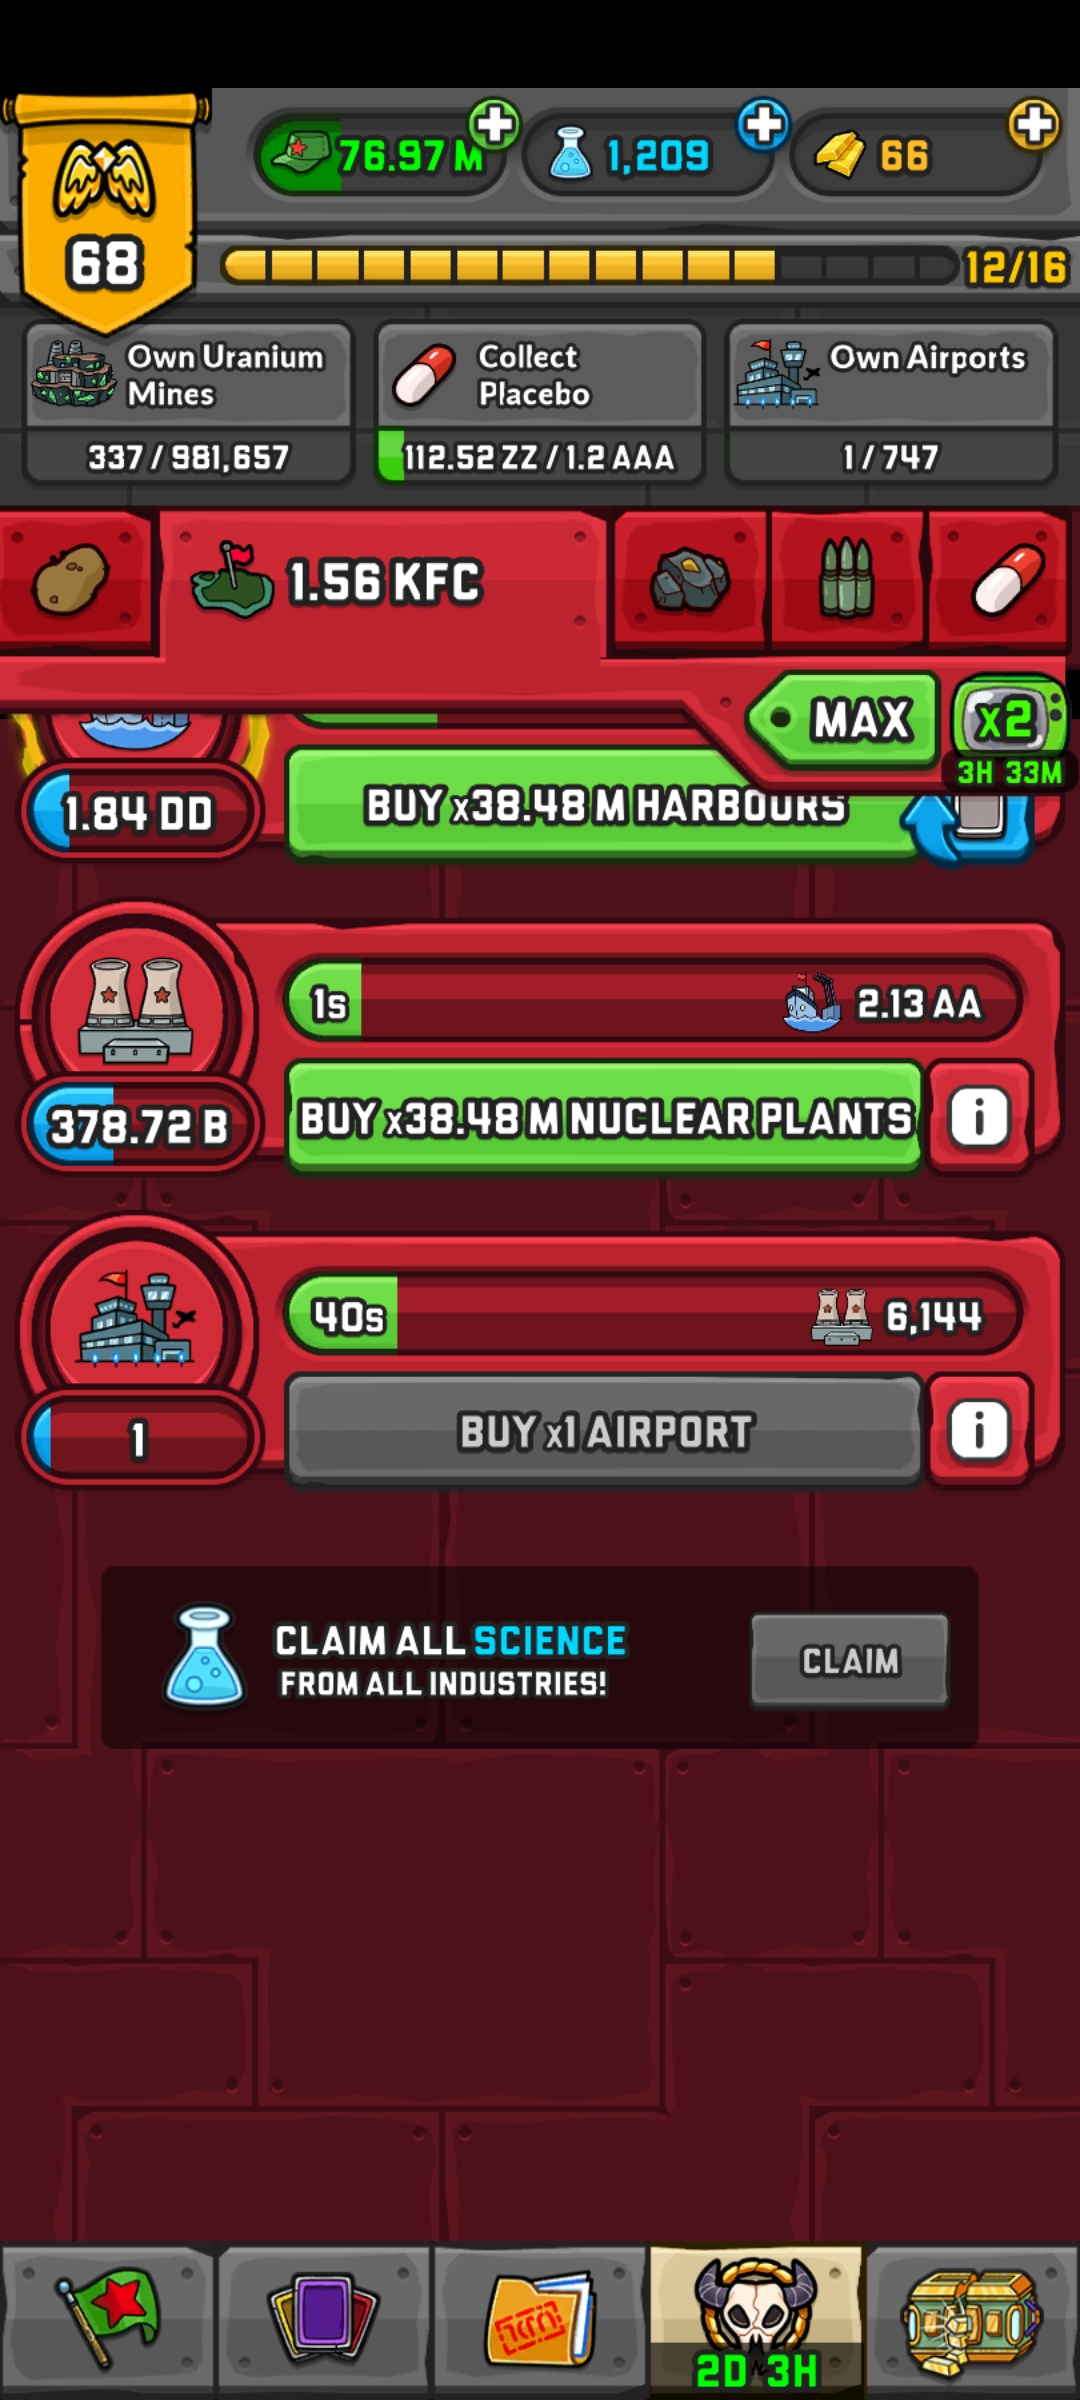 76.97 M
1,209
66
68
12/16
Own Uranium
Mines
337 / 981,657
Collect
Placebo
112.52 ZZ / 1.2 AAA
Own Airports
1 / 747
1.56 KFC
MAX
x2
3H 33M
1.84 DD
BUY x38.48 M HARBOURS
1s
2.13 AA
378.72 B
BUY x38.48 M NUCLEAR PLANTS
i
40s
6,144
1
BUY x1 AIRPORT
i
CLAIM ALL SCIENCE
FROM ALL INDUSTRIES!
CLAIM
2D 3H